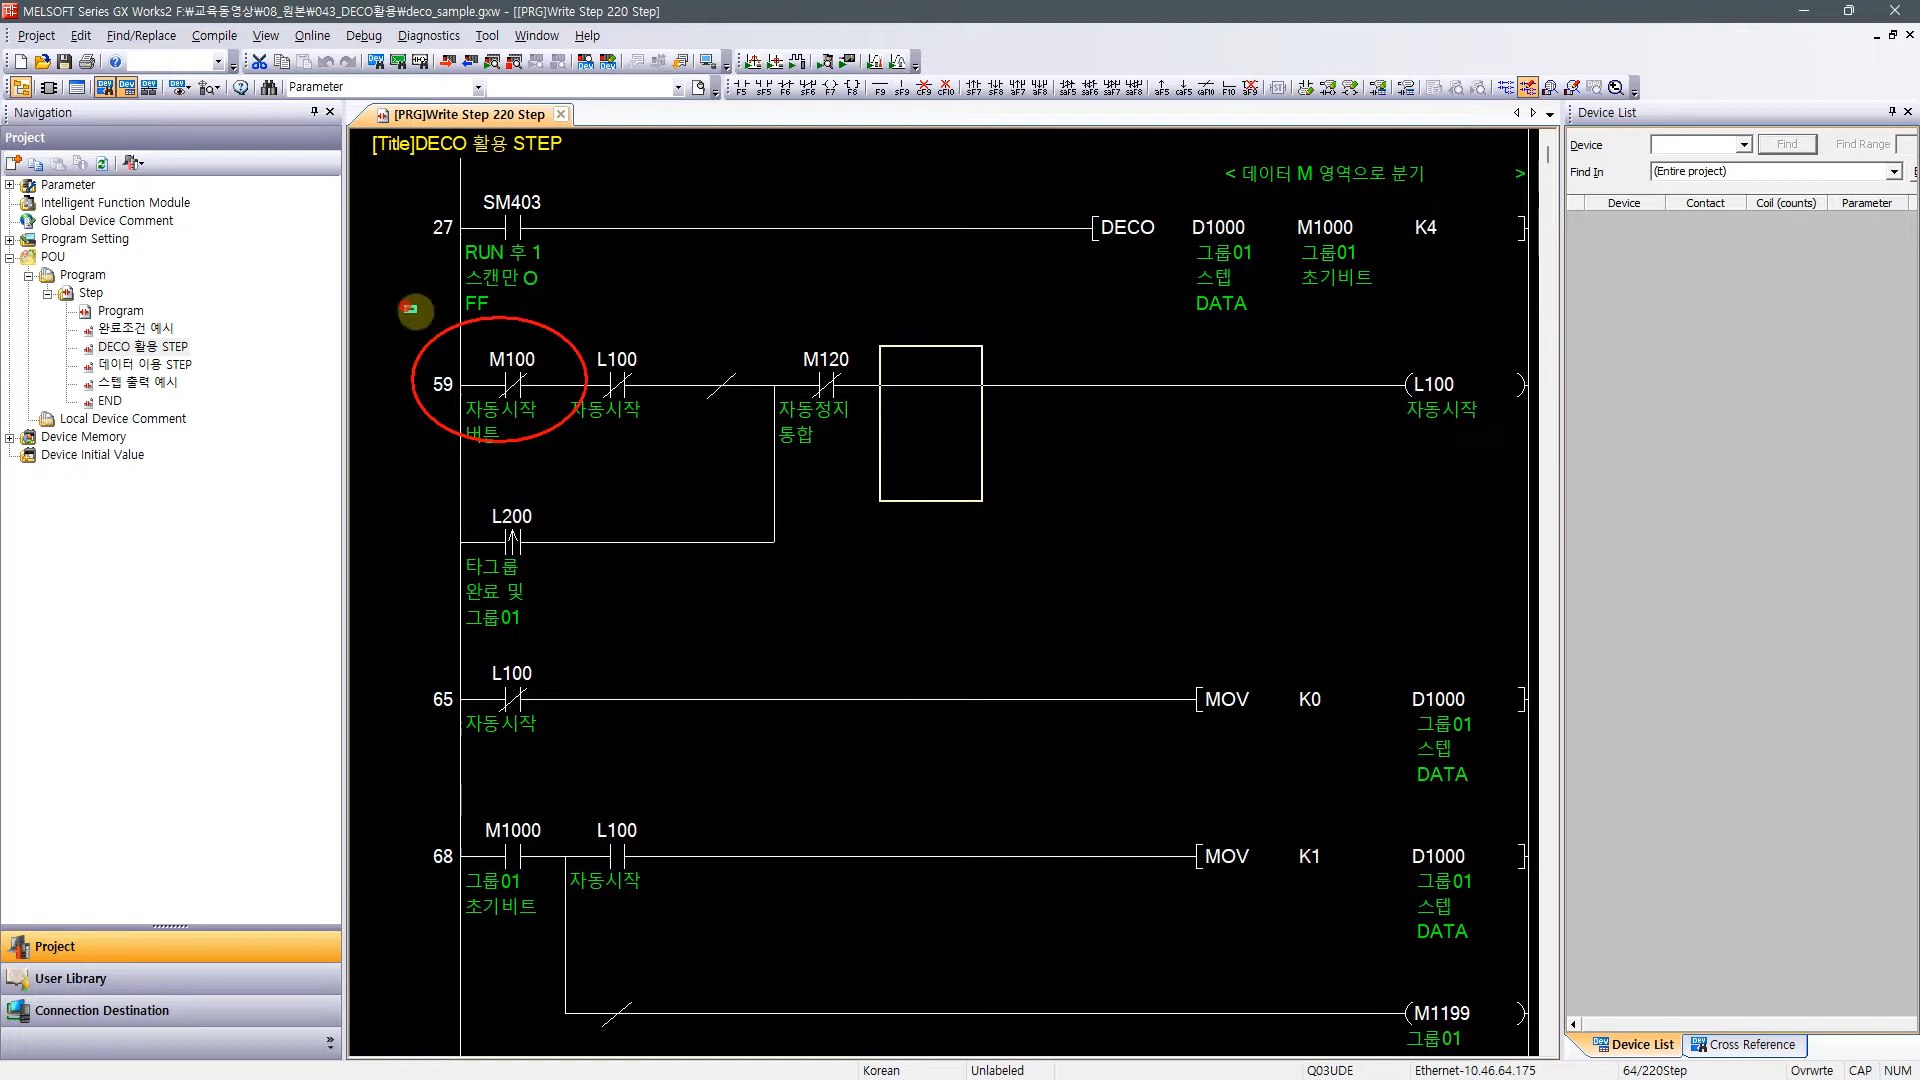 MELSOFT Series GX Works2 F:₩교육동영상₩08_원본₩043_DECO활용₩deco_sample.gxw - [[PRG]Write Step 220 Step]
Project Edit Find/Replace Compile View Online Debug Diagnostics Tool Window Help
Parameter
Navigation
Project
Parameter
Intelligent Function Module
Global Device Comment
Program Setting
POU
Program
Step
Program
완료조건 예시
DECO 활용 STEP
데이터 이용 STEP
스텝 출력 예시
END
Local Device Comment
Device Memory
Device Initial Value
Project
User Library
Connection Destination
[PRG]Write Step 220 Step
[Title]DECO 활용 STEP
< 데이터 M 영역으로 분기 >
SM403
27 DECO D1000 M1000 K4
RUN 후 1 그룹01 그룹01
스캔만 O 스텝 초기비트
FF DATA
M100 L100 M120
59 L100
자동시작 자동시작 자동정지 자동시작
버튼 통합
L200
타그룹
완료 및
그룹01
L100
65 MOV K0 D1000
자동시작 그룹01
스텝
DATA
M1000 L100
68 MOV K1 D1000
그룹01 자동시작 그룹01
초기비트 스텝
DATA
M1199
그룹01
Device List
Device Find Find Range
Find In (Entire project)
Device Contact Coil (counts) Parameter
Device List Cross Reference
Korean Unlabeled Q03UDE Ethernet-10.46.64.175 64/220Step Ovrwrte CAP NUM